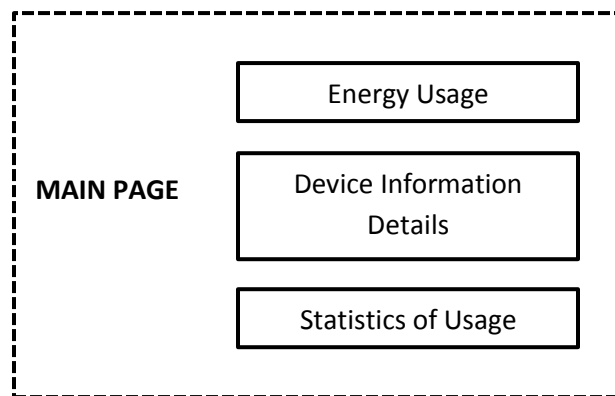 Energy Usage
MAIN PAGE
Device Information
Details
Statistics of Usage